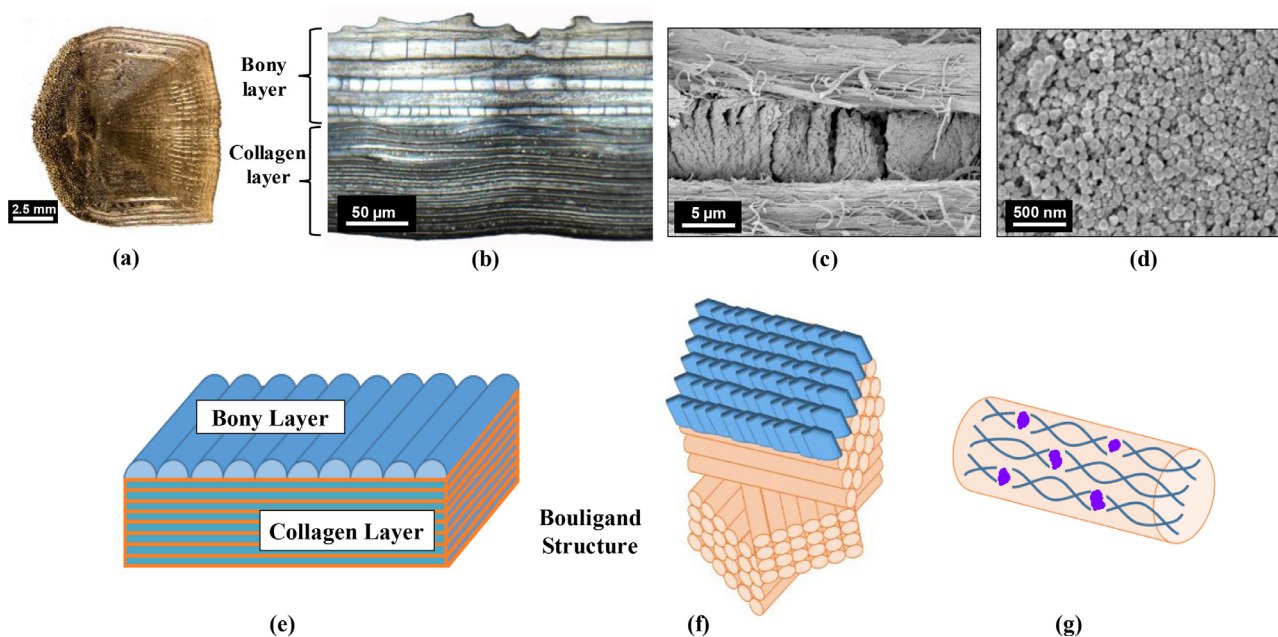 Bony
layer
Collagen
layer
2.5 mm
50 µm
5 µm
500 nm
(a)
(b)
(c)
(d)
Bony Layer
Collagen Layer
Bouligand
Structure
(e)
(f)
(g)